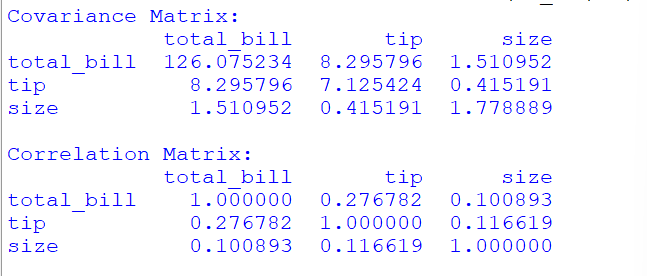 Covariance Matrix:
total_bill tip size
total_bill 126.075234 8.295796 1.510952
tip 8.295796 7.125424 0.415191
size 1.510952 0.415191 1.778889
Correlation Matrix:
total_bill tip size
total_bill 1.000000 0.276782 0.100893
tip 0.276782 1.000000 0.116619
size 0.100893 0.116619 1.000000